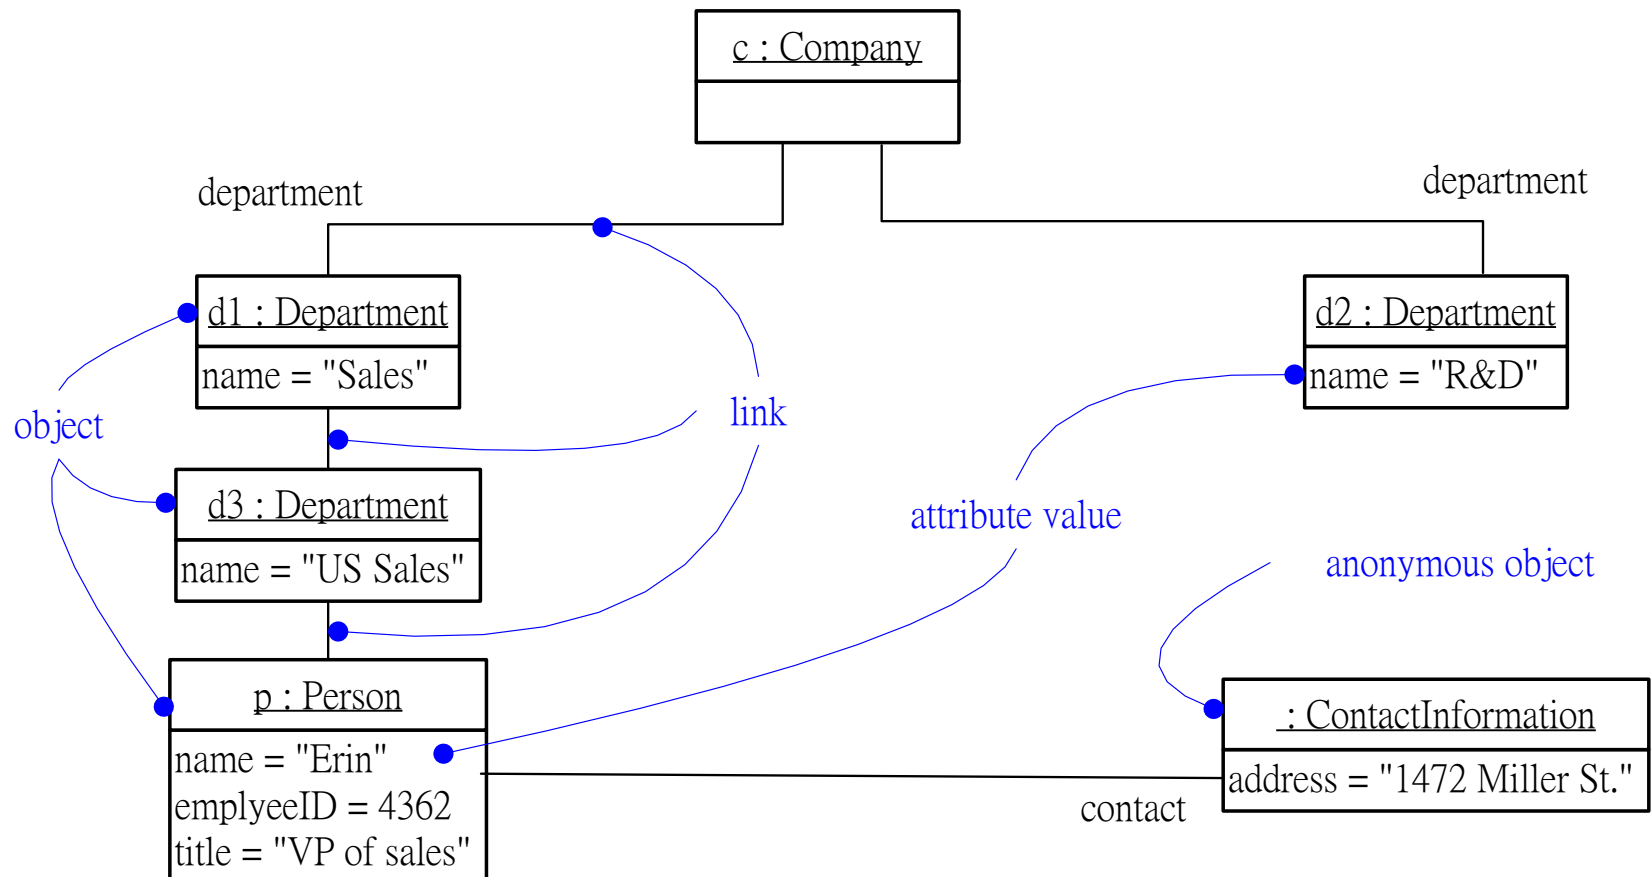 c : Company
department
department
d1 : Department
name = "Sales"
d2 : Department
name = "R&D"
object
link
d3 : Department
name = "US Sales"
attribute value
anonymous object
p : Person
name = "Erin"
emplyeeID = 4362
title = "VP of sales"
: ContactInformation
address = "1472 Miller St."
contact